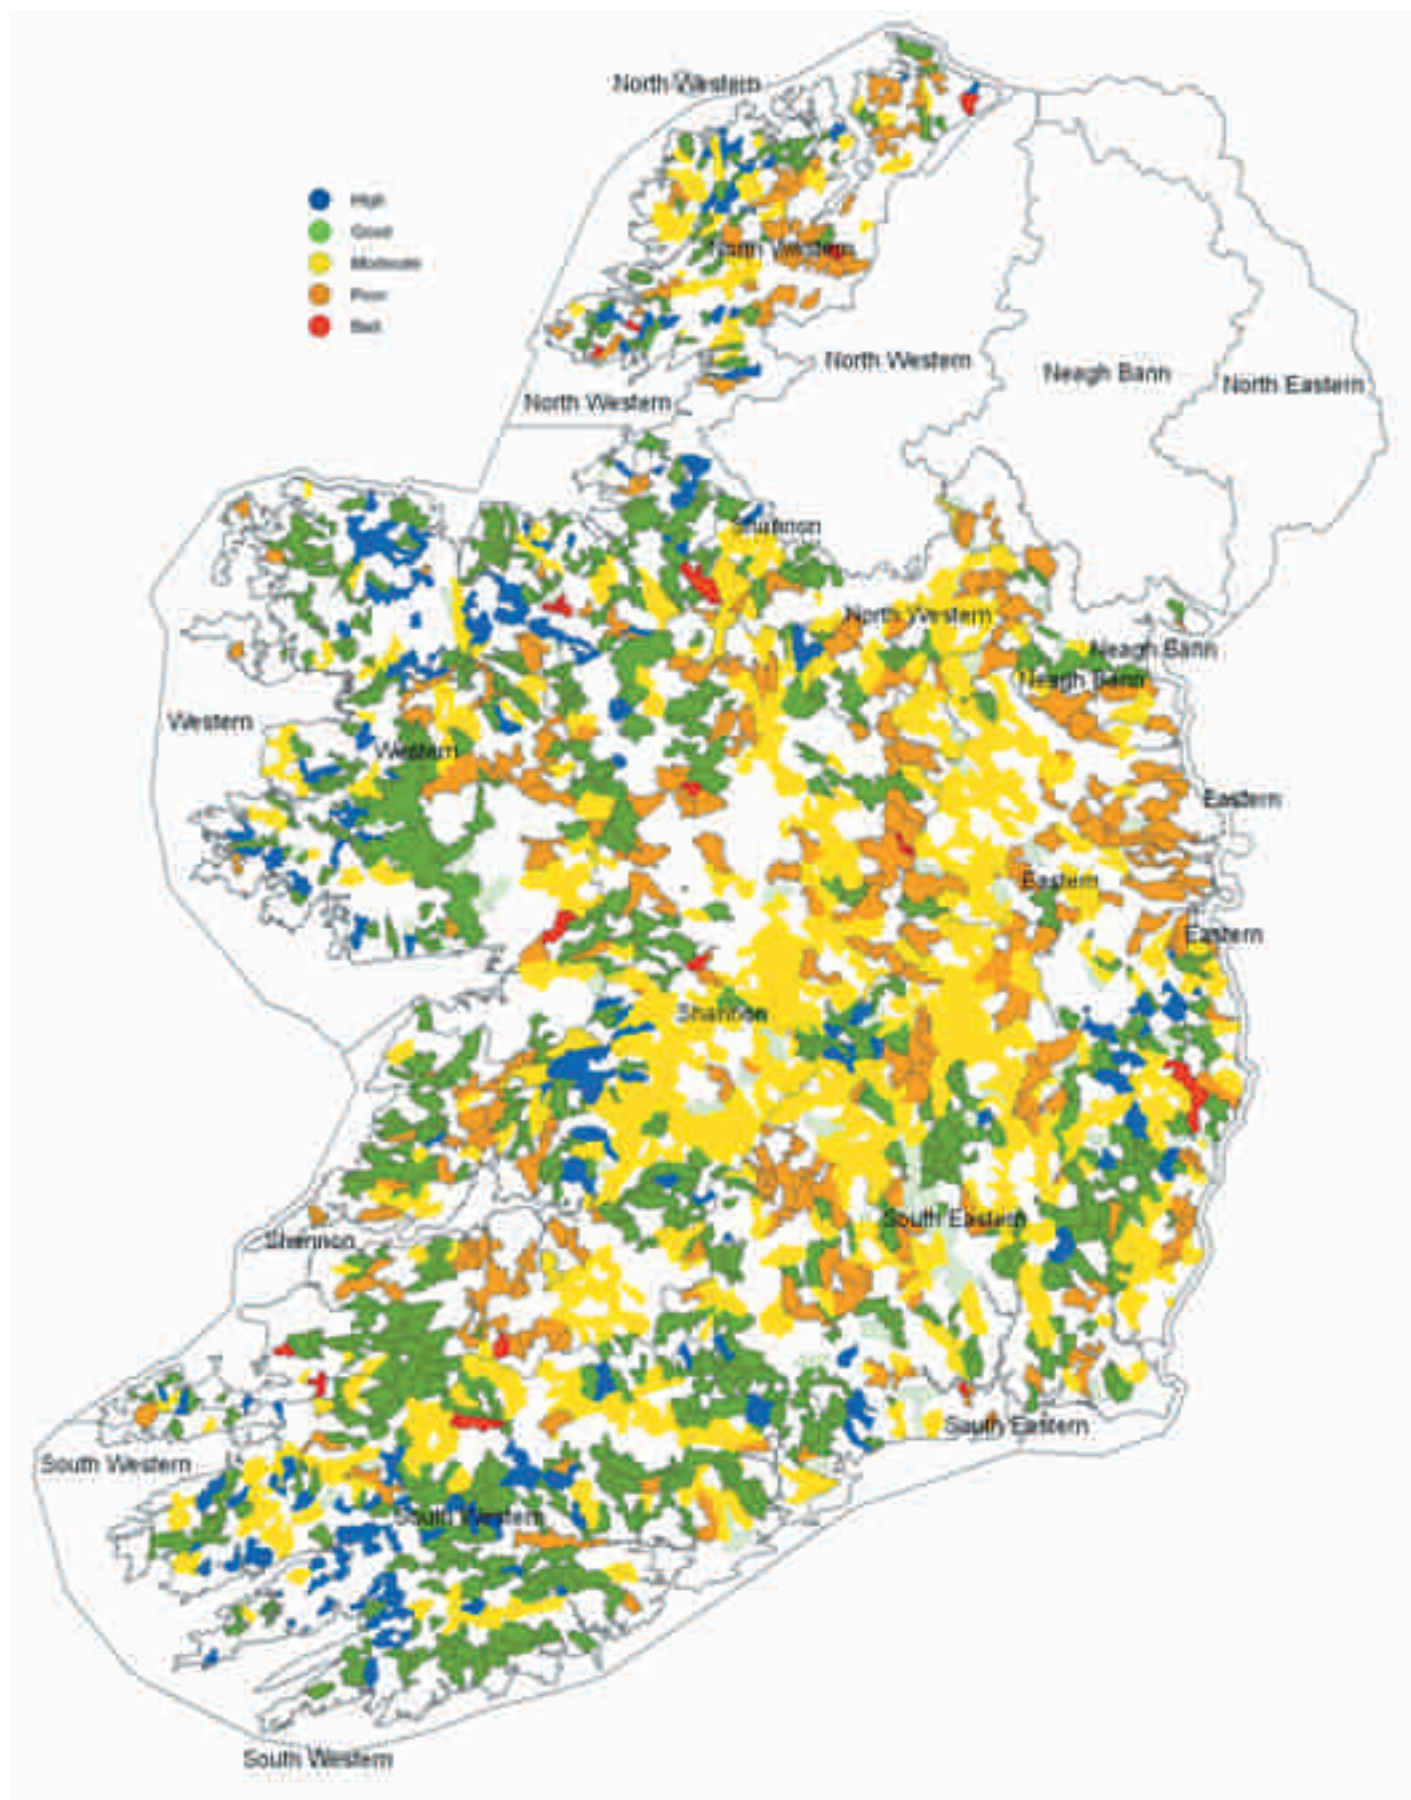 North Western
High
Good
Moderate
Poor
Bad
North Western
North Western
Neagh Bann
North Eastern
North Western
Shannon
North Western
Neagh Bann
Neagh Bann
Western
Western
Eastern
Eastern
Eastern
Shannon
South Eastern
Shannon
South Eastern
South Western
South Western
South Western